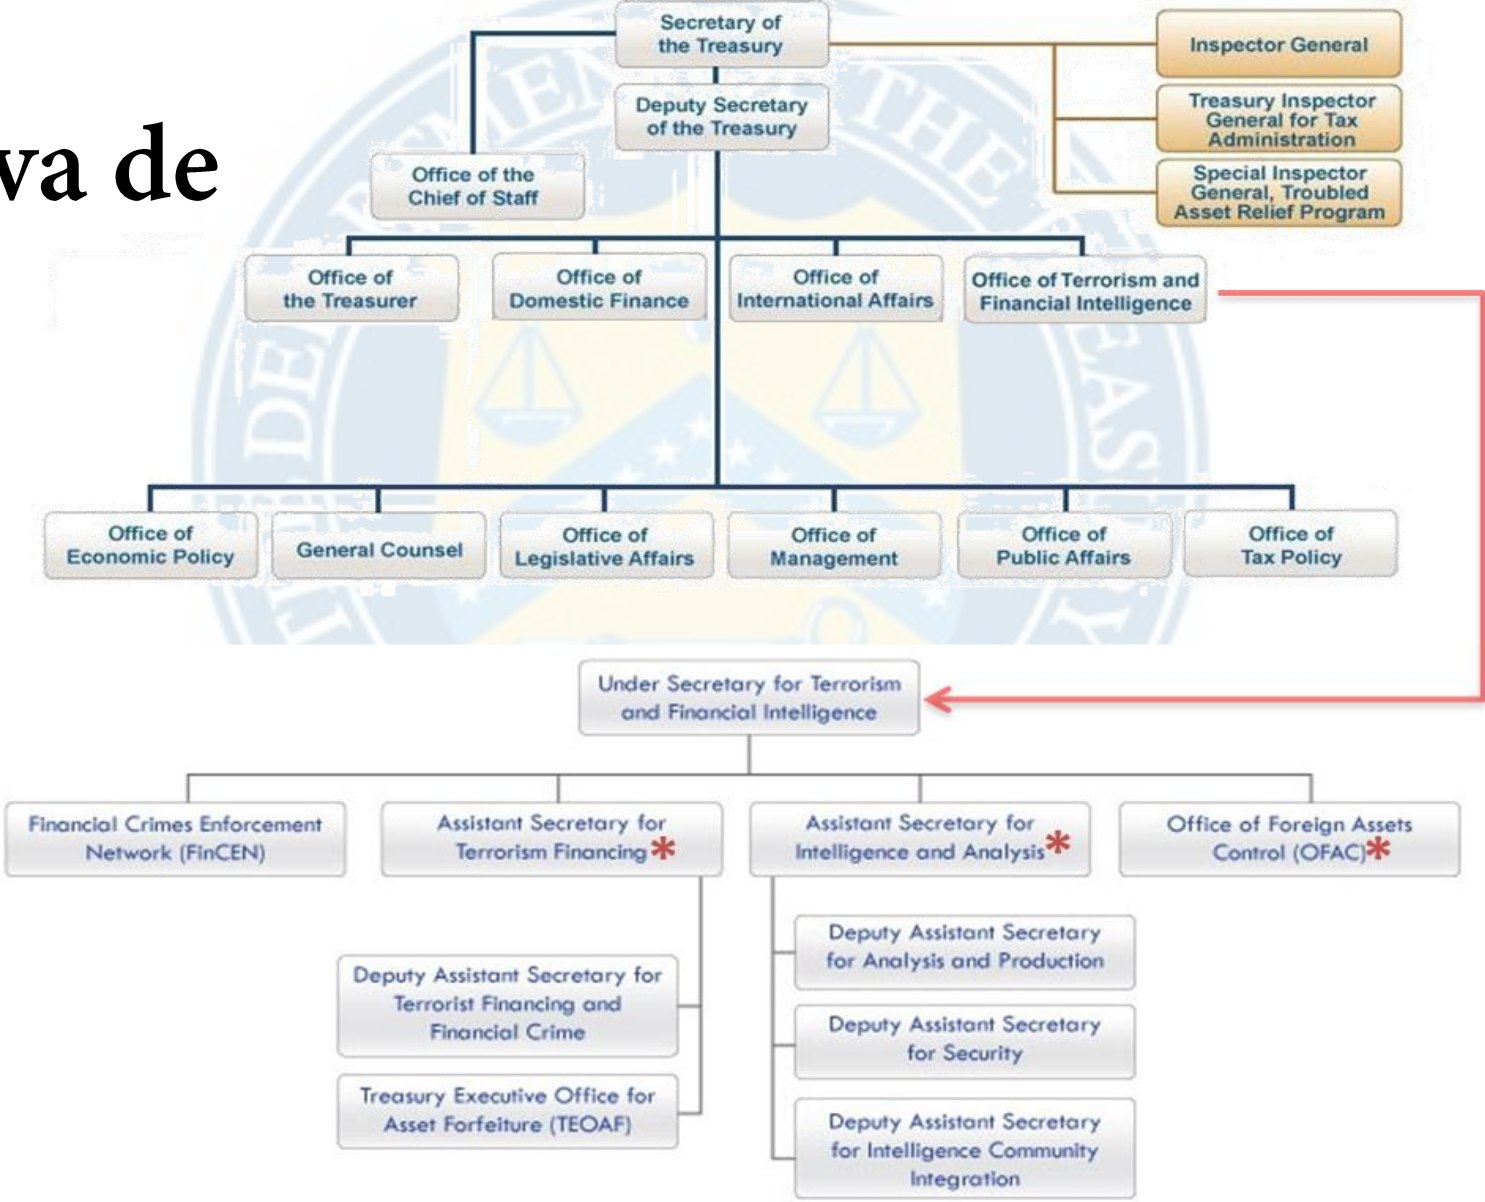 Secretary of
the Treasury
Inspector General
Deputy Secretary
of the Treasury
Treasury Inspector
General for Tax
Administration
va de
Office of the
Chief of Staff
Special Inspector
General, Troubled
Asset Relief Program
Office of
the Treasurer
Office of
Domestic Finance
Office of
International Affairs
Office of Terrorism and
Financial Intelligence
Office of
Economic Policy
General Counsel
Office of
Legislative Affairs
Office of
Management
Office of
Public Affairs
Office of
Tax Policy
Under Secretary for Terrorism
and Financial Intelligence
Financial Crimes Enforcement
Network (FinCEN)
Assistant Secretary for
Terrorism Financing*
Assistant Secretary for
Intelligence and Analysis*
Office of Foreign Assets
Control (OFAC)*
Deputy Assistant Secretary for
Terrorist Financing and
Financial Crime
Treasury Executive Office for
Asset Forfeiture (TEOAF)
Deputy Assistant Secretary
for Analysis and Production
Deputy Assistant Secretary
for Security
Deputy Assistant Secretary
for Intelligence Community
Integration